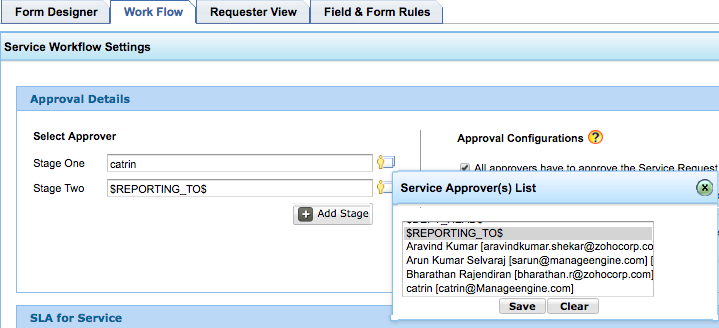 Form Designer Work Flow Requester View Field & Form Rules
Service Workflow Settings
Approval Details
Select Approver
Approval Configurations ?
Stage One catrin
All approvers have to approve the Service Request
Stage Two $REPORTING_TO$
Add Stage
Service Approver(s) List
$DEPT_HEAD$
$REPORTING_TO$
Aravind Kumar [aravindkumar.shekar@zohocorp.co
Arun Kumar Selvaraj [sarun@manageengine.com] [
Bharathan Rajendiran [bharathan.r@zohocorp.com]
catrin [catrin@Manageengine.com]
Save Clear
SLA for Service